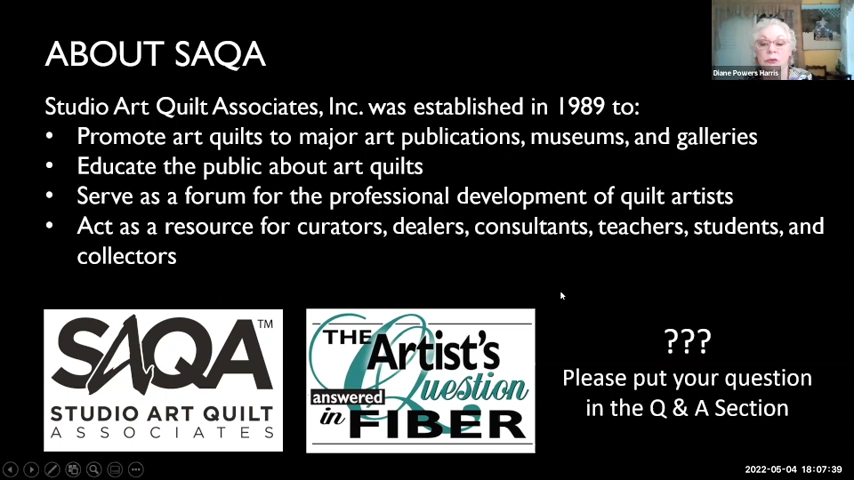 ABOUT SAQA
Diane Powers Harris
Studio Art Quilt Associates, Inc. was established in 1989 to:
• Promote art quilts to major art publications, museums, and galleries
• Educate the public about art quilts
• Serve as a forum for the professional development of quilt artists
• Act as a resource for curators, dealers, consultants, teachers, students, and
collectors
SAQA™
STUDIO ART QUILT
ASSOCIATES
THE
Artist's
Question
answered
in FIBER
???
Please put your question
in the Q & A Section
2022-05-04 18:07:39